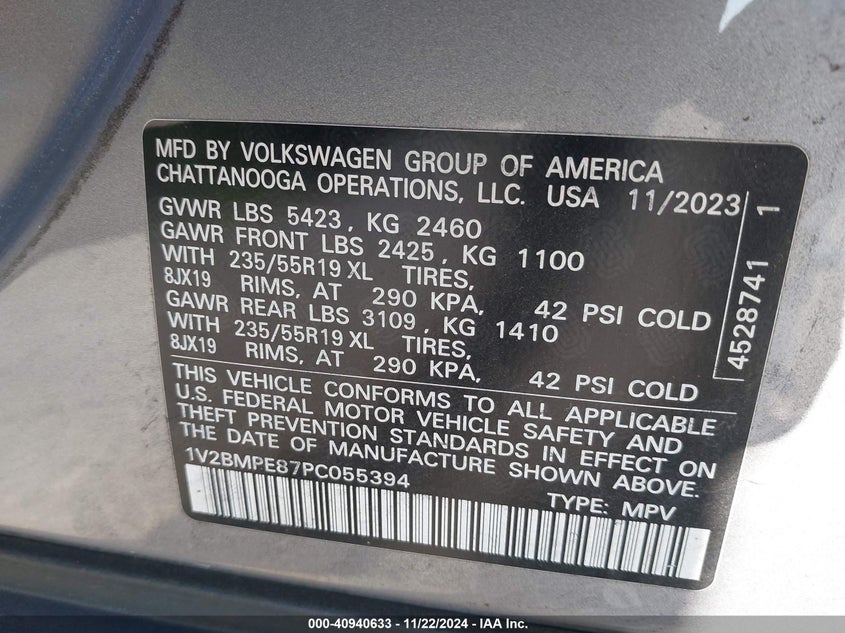 MFD BY VOLKSWAGEN GROUP OF AMERICA
CHATTANOOGA OPERATIONS, LLC. USA 11/2023
GVWR LBS 5423, KG 2460
GAWR FRONT LBS 2425, KG 1100
WITH 235/55R19 XL TIRES,
8JX19 RIMS, AT 290 KPA, 42 PSI COLD
GAWR REAR LBS 3109, KG 1410
WITH 235/55R19 XL TIRES,
8JX19 RIMS, AT 290 KPA, 42 PSI COLD
THIS VEHICLE CONFORMS TO ALL APPLICABLE
U.S. FEDERAL MOTOR VEHICLE SAFETY AND
THEFT PREVENTION STANDARDS IN EFFECT ON
THE DATE OF MANUFACTURE SHOWN ABOVE.
1V2BMPE87PC055394
TYPE: MPV
4528741 1
000-40940633 - 11/22/2024 - IAA, Inc.